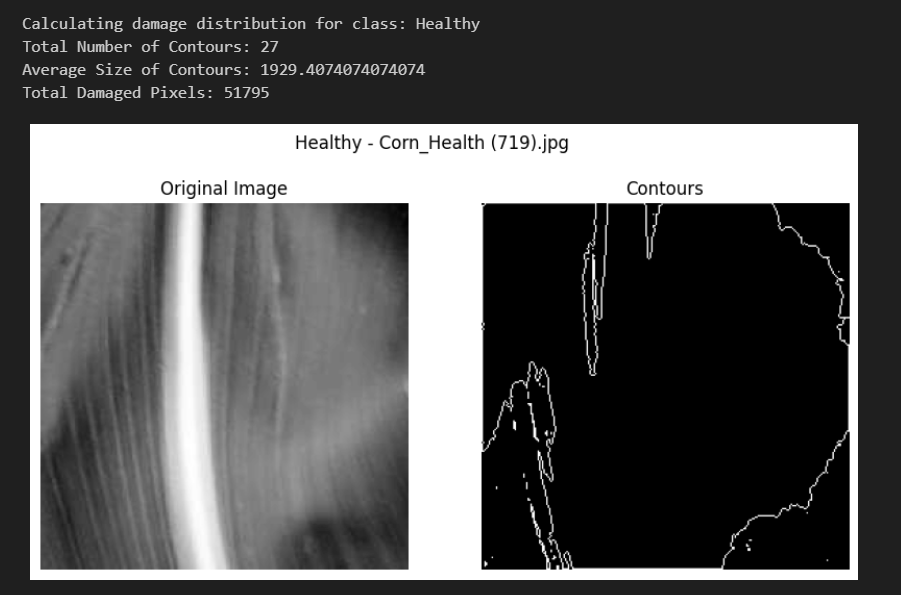 Calculating damage distribution for class: Healthy
Total Number of Contours: 27
Average Size of Contours: 1929.4074074074074
Total Damaged Pixels: 51795
Healthy - Corn_Health (719).jpg
Original Image
Contours